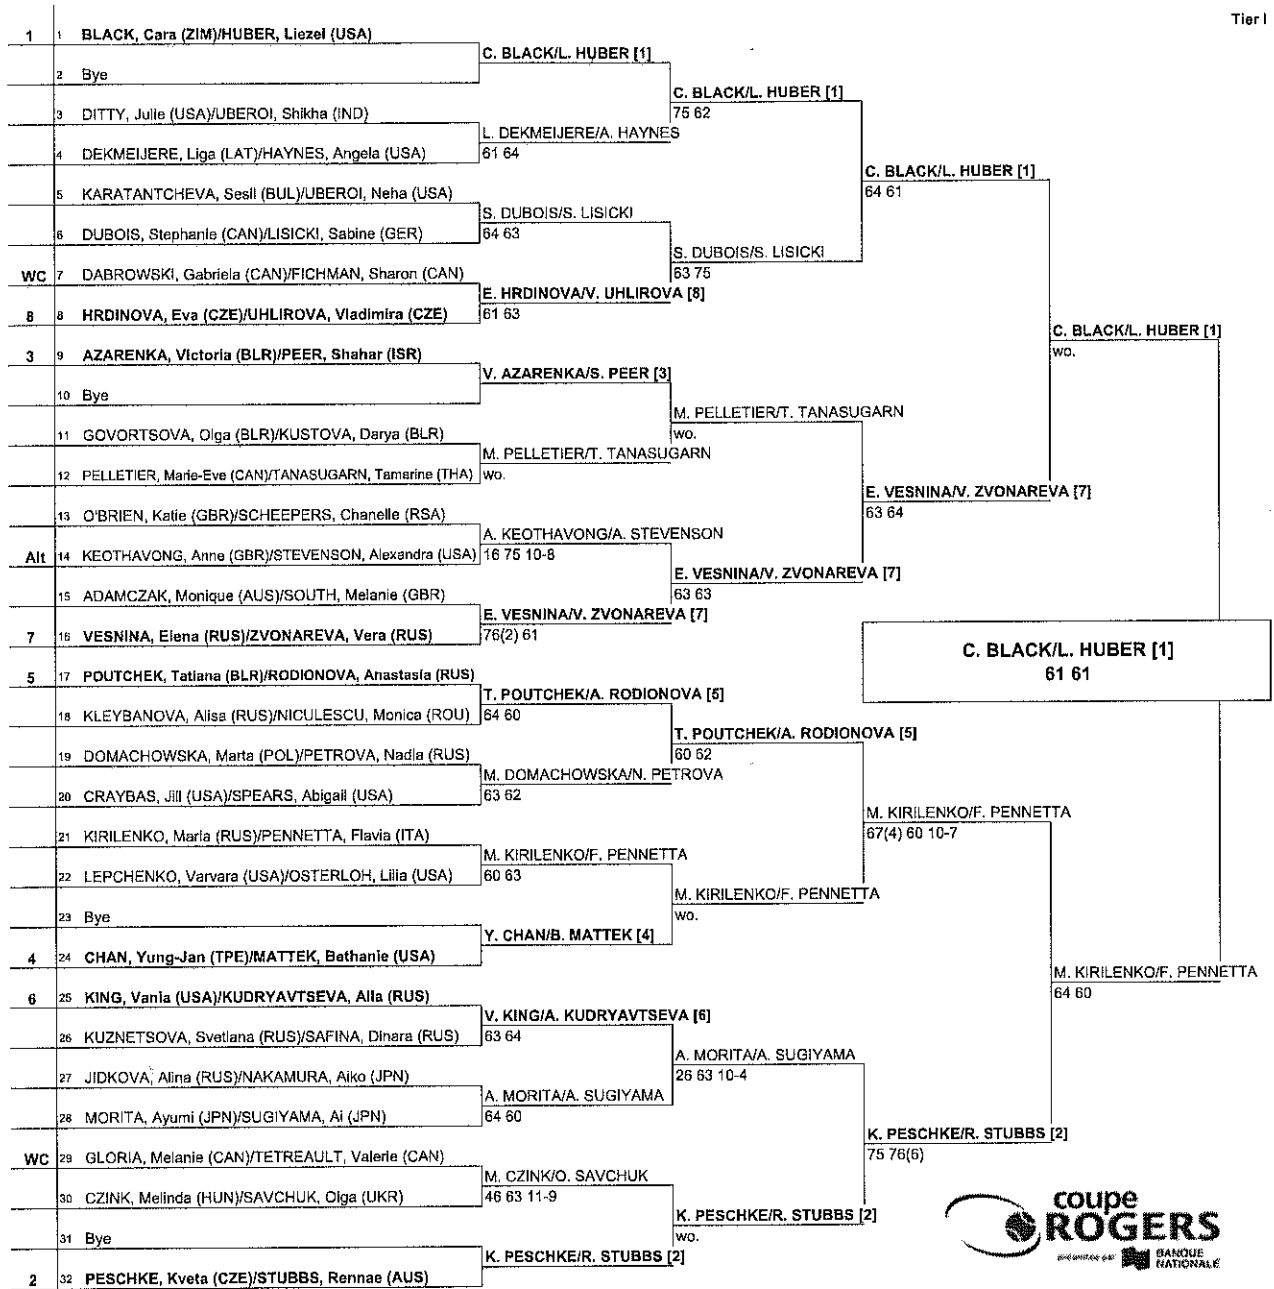 Tier I
1 1 BLACK, Cara (ZIM)/HUBER, Liezel (USA)
C. BLACK/L. HUBER [1]
2 Bye
C. BLACK/L. HUBER [1]
75 62
3 DITTY, Julie (USA)/UBEROI, Shikha (IND)
L. DEKMEIJERE/A. HAYNES
61 64
4 DEKMEIJERE, Liga (LAT)/HAYNES, Angela (USA)
C. BLACK/L. HUBER [1]
64 61
5 KARATANTCHEVA, Sesil (BUL)/UBEROI, Neha (USA)
S. DUBOIS/S. LISICKI
64 63
6 DUBOIS, Stephanie (CAN)/LISICKI, Sabine (GER)
S. DUBOIS/S. LISICKI
63 75
WC 7 DABROWSKI, Gabriela (CAN)/FICHMAN, Sharon (CAN)
E. HRDINOVA/V. UHLIROVA [8]
61 63
8 8 HRDINOVA, Eva (CZE)/UHLIROVA, Vladimira (CZE)
C. BLACK/L. HUBER [1]
wo.
3 9 AZARENKA, Victoria (BLR)/PEER, Shahar (ISR)
V. AZARENKA/S. PEER [3]
10 Bye
M. PELLETIER/T. TANASUGARN
wo.
11 GOVORTSOVA, Olga (BLR)/KUSTOVA, Darya (BLR)
M. PELLETIER/T. TANASUGARN
wo.
12 PELLETIER, Marie-Eve (CAN)/TANASUGARN, Tamarine (THA)
E. VESNINA/V. ZVONAREVA [7]
63 64
13 O'BRIEN, Katie (GBR)/SCHEEPERS, Chanelle (RSA)
A. KEOTHAVONG/A. STEVENSON
16 75 10-8
Alt 14 KEOTHAVONG, Anne (GBR)/STEVENSON, Alexandra (USA)
E. VESNINA/V. ZVONAREVA [7]
63 63
15 ADAMCZAK, Monique (AUS)/SOUTH, Melanie (GBR)
E. VESNINA/V. ZVONAREVA [7]
76(2) 61
7 16 VESNINA, Elena (RUS)/ZVONAREVA, Vera (RUS)
C. BLACK/L. HUBER [1]
61 61
5 17 POUTCHEK, Tatiana (BLR)/RODIONOVA, Anastasia (RUS)
T. POUTCHEK/A. RODIONOVA [5]
64 60
18 KLEYBANOVA, Alisa (RUS)/NICULESCU, Monica (ROU)
T. POUTCHEK/A. RODIONOVA [5]
60 62
19 DOMACHOWSKA, Marta (POL)/PETROVA, Nadia (RUS)
M. DOMACHOWSKA/N. PETROVA
63 62
20 CRAYBAS, Jill (USA)/SPEARS, Abigail (USA)
M. KIRILENKO/F. PENNETTA
67(4) 60 10-7
21 KIRILENKO, Maria (RUS)/PENNETTA, Flavia (ITA)
M. KIRILENKO/F. PENNETTA
60 63
22 LEPCHENKO, Varvara (USA)/OSTERLOH, Lilia (USA)
M. KIRILENKO/F. PENNETTA
wo.
23 Bye
Y. CHAN/B. MATTEK [4]
4 24 CHAN, Yung-Jan (TPE)/MATTEK, Bethanie (USA)
M. KIRILENKO/F. PENNETTA
64 60
6 25 KING, Vania (USA)/KUDRYAVTSEVA, Alla (RUS)
V. KING/A. KUDRYAVTSEVA [6]
63 64
26 KUZNETSOVA, Svetlana (RUS)/SAFINA, Dinara (RUS)
A. MORITA/A. SUGIYAMA
26 63 10-4
27 JIDKOVA, Alina (RUS)/NAKAMURA, Aiko (JPN)
A. MORITA/A. SUGIYAMA
64 60
28 MORITA, Ayumi (JPN)/SUGIYAMA, Ai (JPN)
K. PESCHKE/R. STUBBS [2]
75 76(6)
WC 29 GLORIA, Melanie (CAN)/TETREAULT, Valerie (CAN)
M. CZINK/O. SAVCHUK
46 63 11-9
30 CZINK, Melinda (HUN)/SAVCHUK, Olga (UKR)
K. PESCHKE/R. STUBBS [2]
wo.
31 Bye
K. PESCHKE/R. STUBBS [2]
2 32 PESCHKE, Kveta (CZE)/STUBBS, Rennae (AUS)
coupe
ROGERS
présentée par BANQUE
NATIONALE